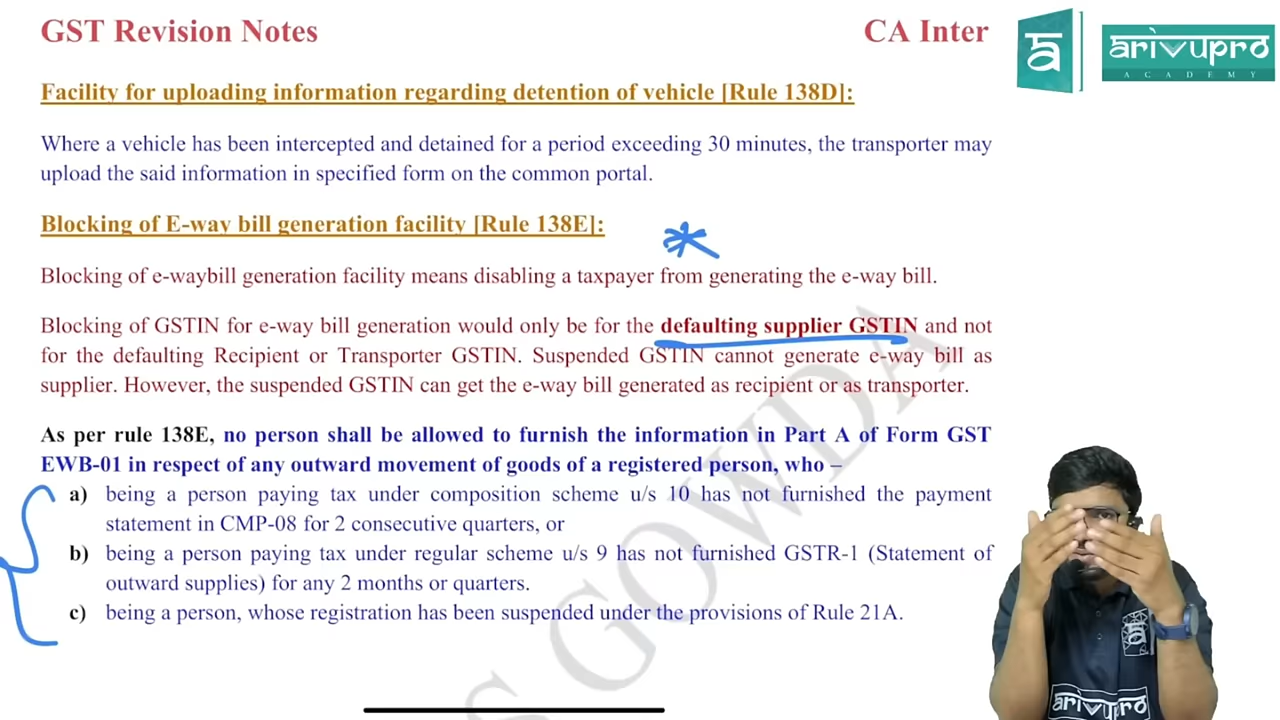 GST Revision Notes
CA Inter
arivupro
ACADEMY
Facility for uploading information regarding detention of vehicle [Rule 138D]:
Where a vehicle has been intercepted and detained for a period exceeding 30 minutes, the transporter may
upload the said information in specified form on the common portal.
Blocking of E-way bill generation facility [Rule 138E]:
Blocking of e-waybill generation facility means disabling a taxpayer from generating the e-way bill.
Blocking of GSTIN for e-way bill generation would only be for the defaulting supplier GSTIN and not
for the defaulting Recipient or Transporter GSTIN. Suspended GSTIN cannot generate e-way bill as
supplier. However, the suspended GSTIN can get the e-way bill generated as recipient or as transporter.
As per rule 138E, no person shall be allowed to furnish the information in Part A of Form GST
EWB-01 in respect of any outward movement of goods of a registered person, who –
a) being a person paying tax under composition scheme u/s 10 has not furnished the payment
statement in CMP-08 for 2 consecutive quarters, or
b) being a person paying tax under regular scheme u/s 9 has not furnished GSTR-1 (Statement of
outward supplies) for any 2 months or quarters.
c) being a person, whose registration has been suspended under the provisions of Rule 21A.
S GOWDA
arivupro